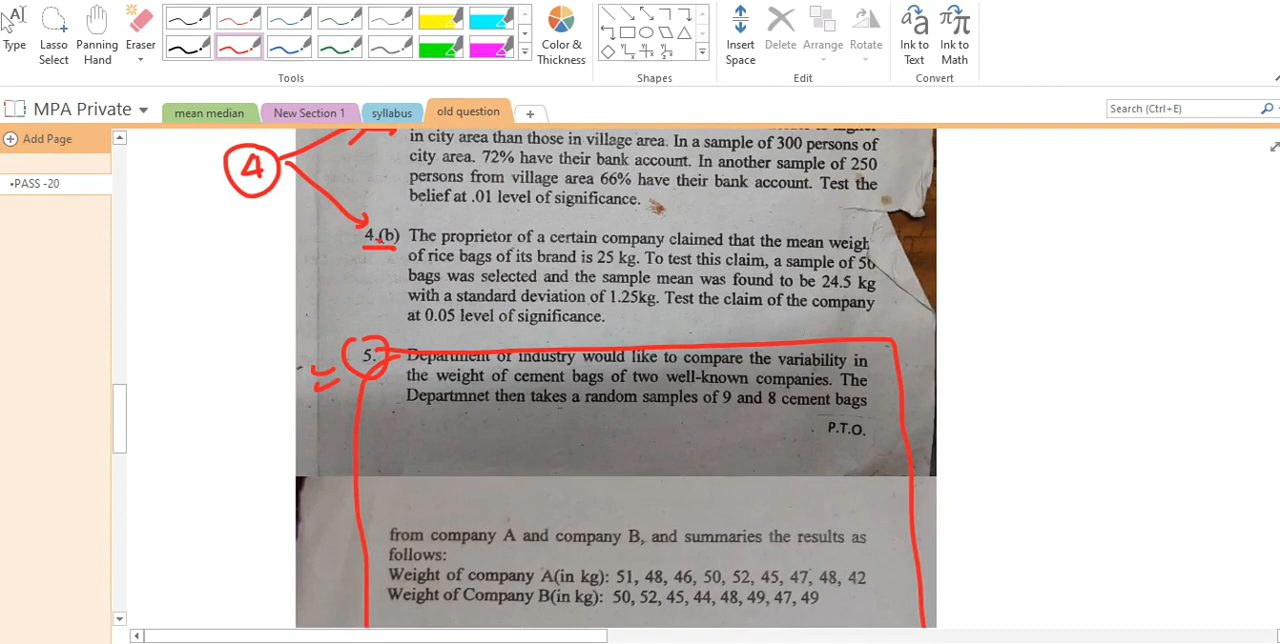 Type
Lasso Select
Panning Hand
Eraser
Color & Thickness
Insert Space
Delete
Arrange
Rotate
Ink to Text
Ink to Math
Tools
Shapes
Edit
Convert
MPA Private
mean median
New Section 1
syllabus
old question
Search (Ctrl+E)
Add Page
•PASS -20
4
in city area than those in village area. In a sample of 300 persons of
city area. 72% have their bank account. In another sample of 250
persons from village area 66% have their bank account. Test the
belief at .01 level of significance.
4.(b) The proprietor of a certain company claimed that the mean weigh
of rice bags of its brand is 25 kg. To test this claim, a sample of 50
bags was selected and the sample mean was found to be 24.5 kg
with a standard deviation of 1.25kg. Test the claim of the company
at 0.05 level of significance.
5. Department of industry would like to compare the variability in
the weight of cement bags of two well-known companies. The
Departmnet then takes a random samples of 9 and 8 cement bags
P.T.O.
from company A and company B, and summaries the results as
follows:
Weight of company A(in kg): 51, 48, 46, 50, 52, 45, 47, 48, 42
Weight of Company B(in kg): 50, 52, 45, 44, 48, 49, 47, 49